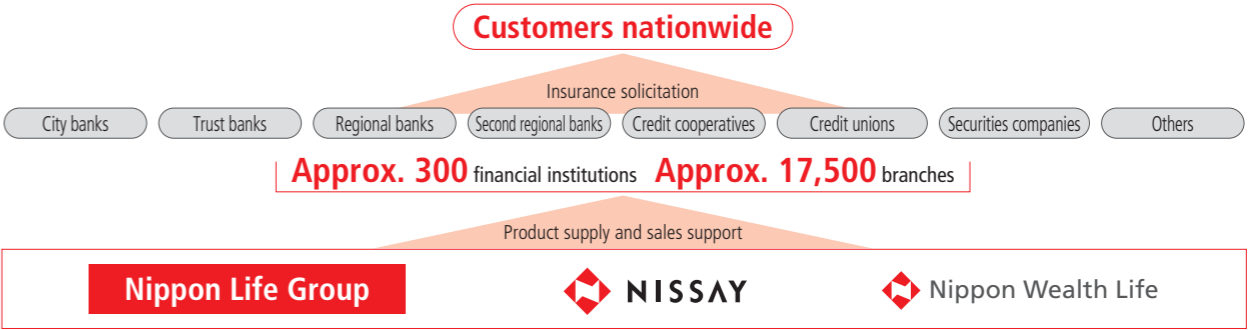 Customers nationwide
Insurance solicitation
City banks
Trust banks
Regional banks
Second regional banks
Credit cooperatives
Credit unions
Securities companies
Others
Approx. 300 financial institutions Approx. 17,500 branches
Product supply and sales support
Nippon Life Group
NISSAY
Nippon Wealth Life